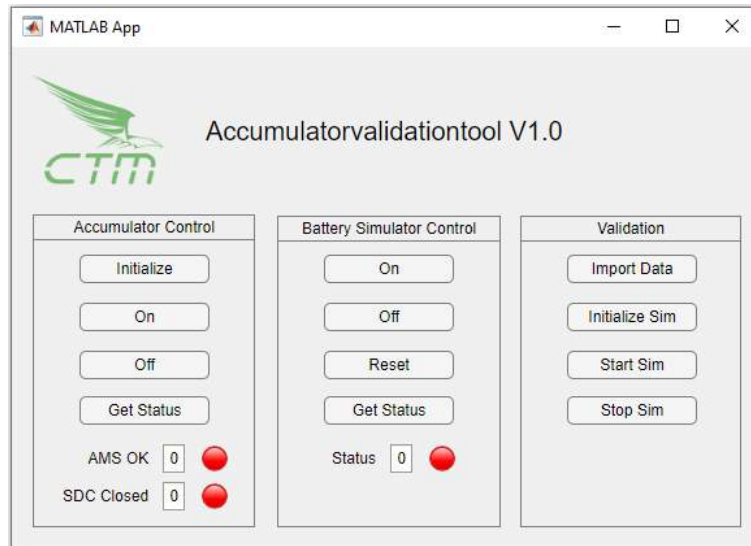 MATLAB App
CTM
Accumulatorvalidationtool V1.0
Accumulator Control
Initialize
On
Off
Get Status
AMS OK 0
SDC Closed 0
Battery Simulator Control
On
Off
Reset
Get Status
Status 0
Validation
Import Data
Initialize Sim
Start Sim
Stop Sim